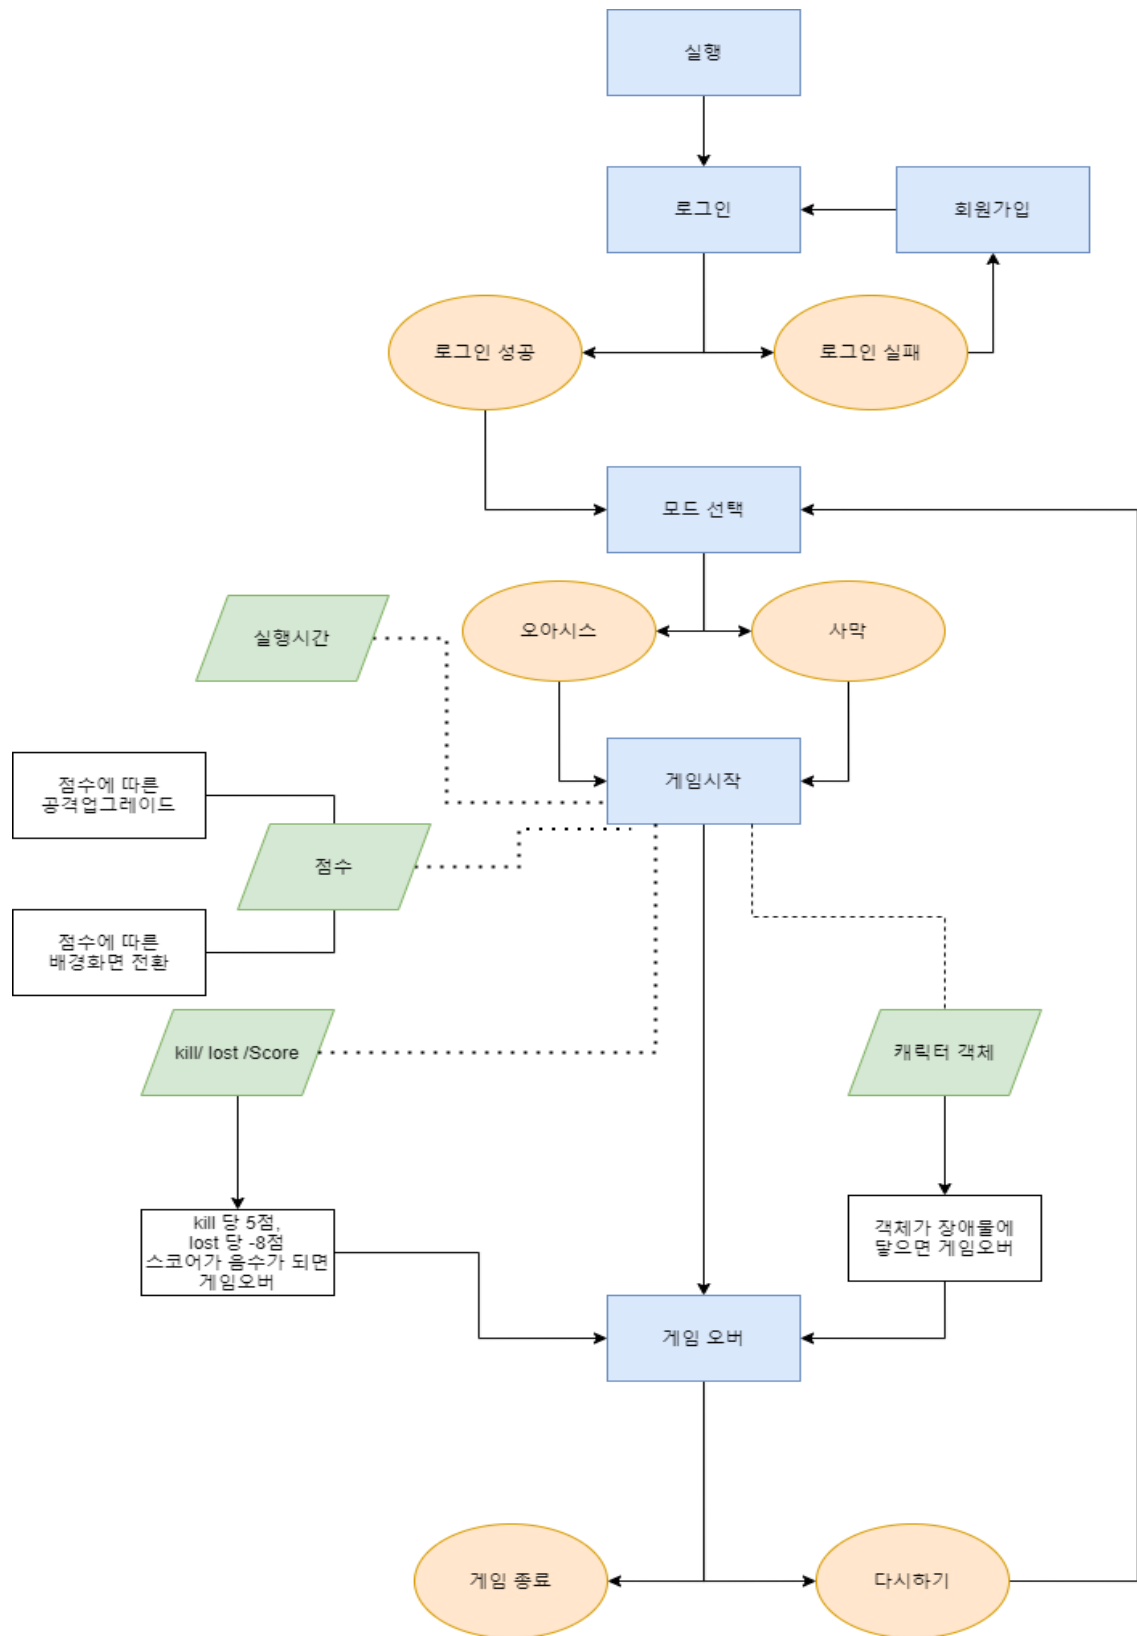 실행
로그인
회원가입
로그인 성공
로그인 실패
모드 선택
실행시간
오아시스
사막
점수에 따른
공격업그레이드
게임시작
점수
점수에 따른
배경화면 전환
kill/ lost /Score
캐릭터 객체
kill 당 5점,
lost 당 -8점
스코어가 음수가 되면
게임오버
객체가 장애물에
닿으면 게임오버
게임 오버
게임 종료
다시하기